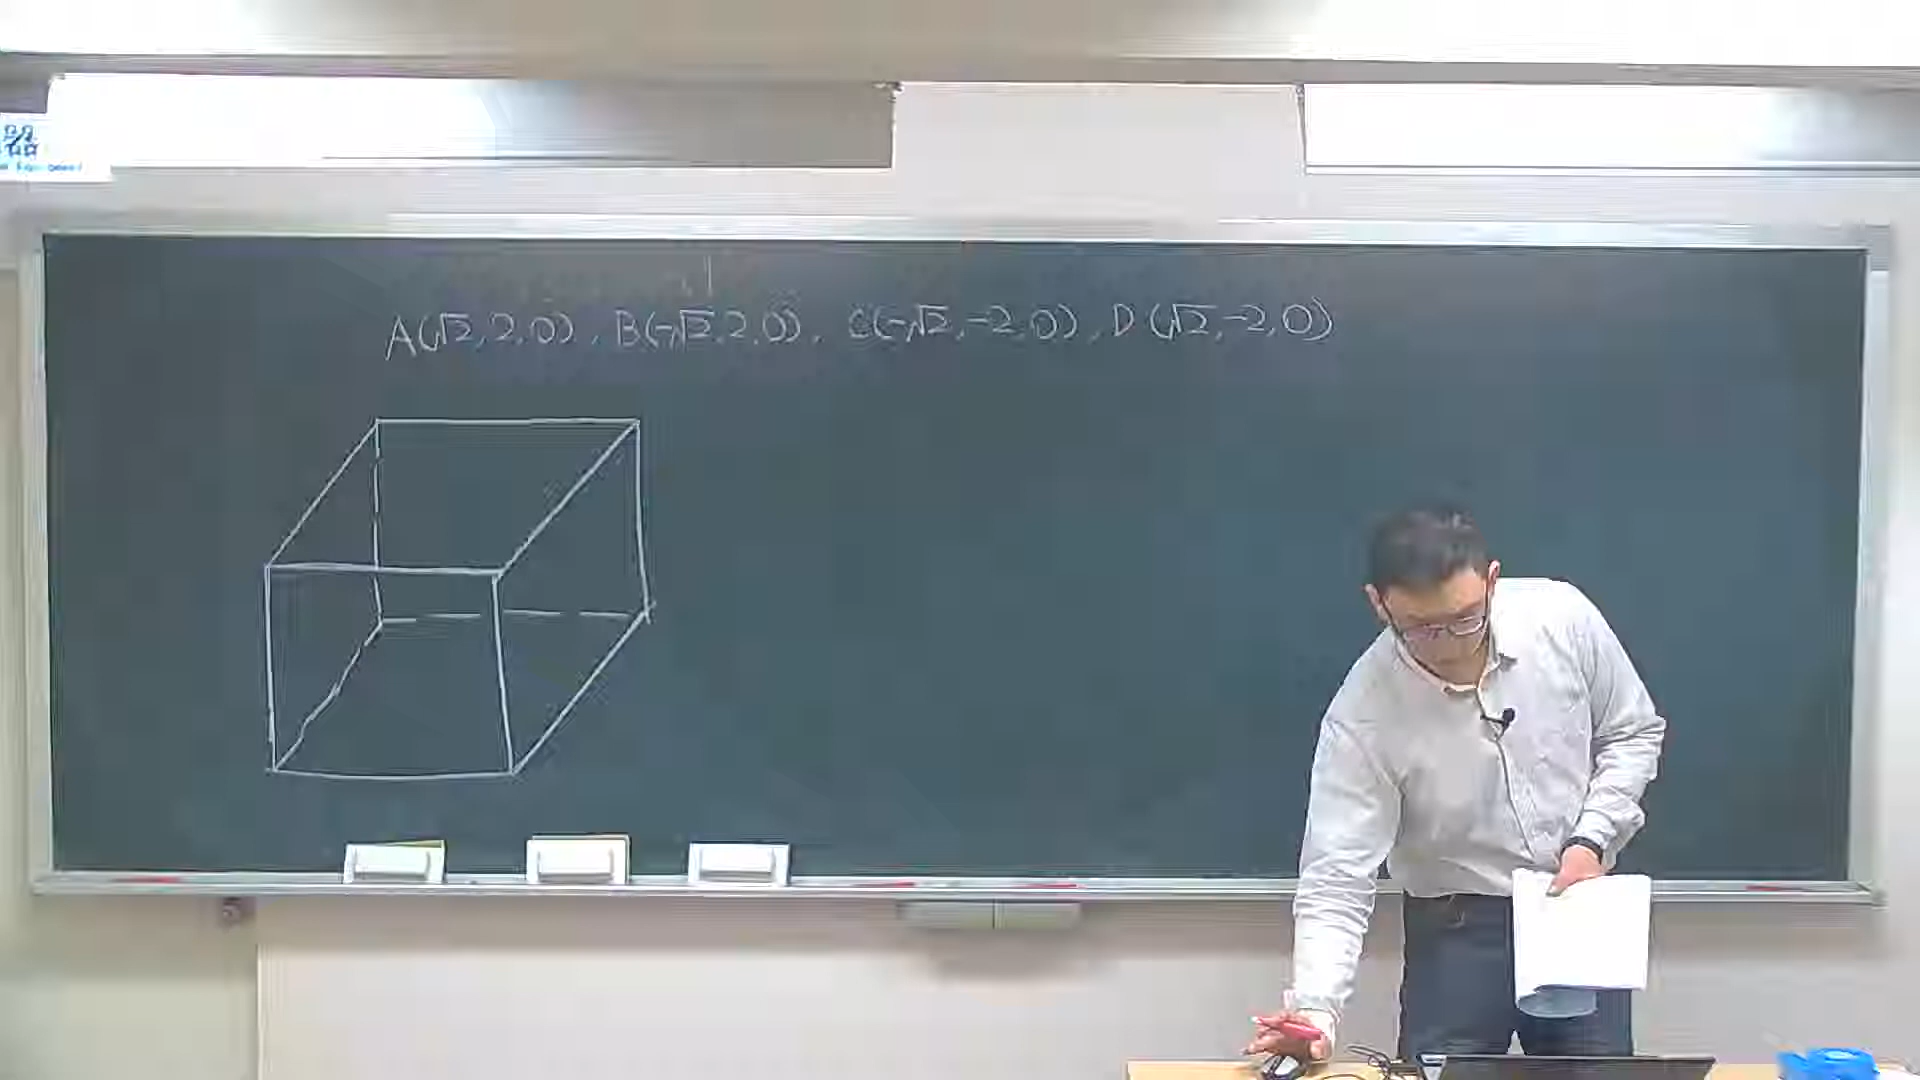 A(√2, 2, 0), B(-√2, 2, 0), C(-√2, -2, 0), D(√2, -2, 0)